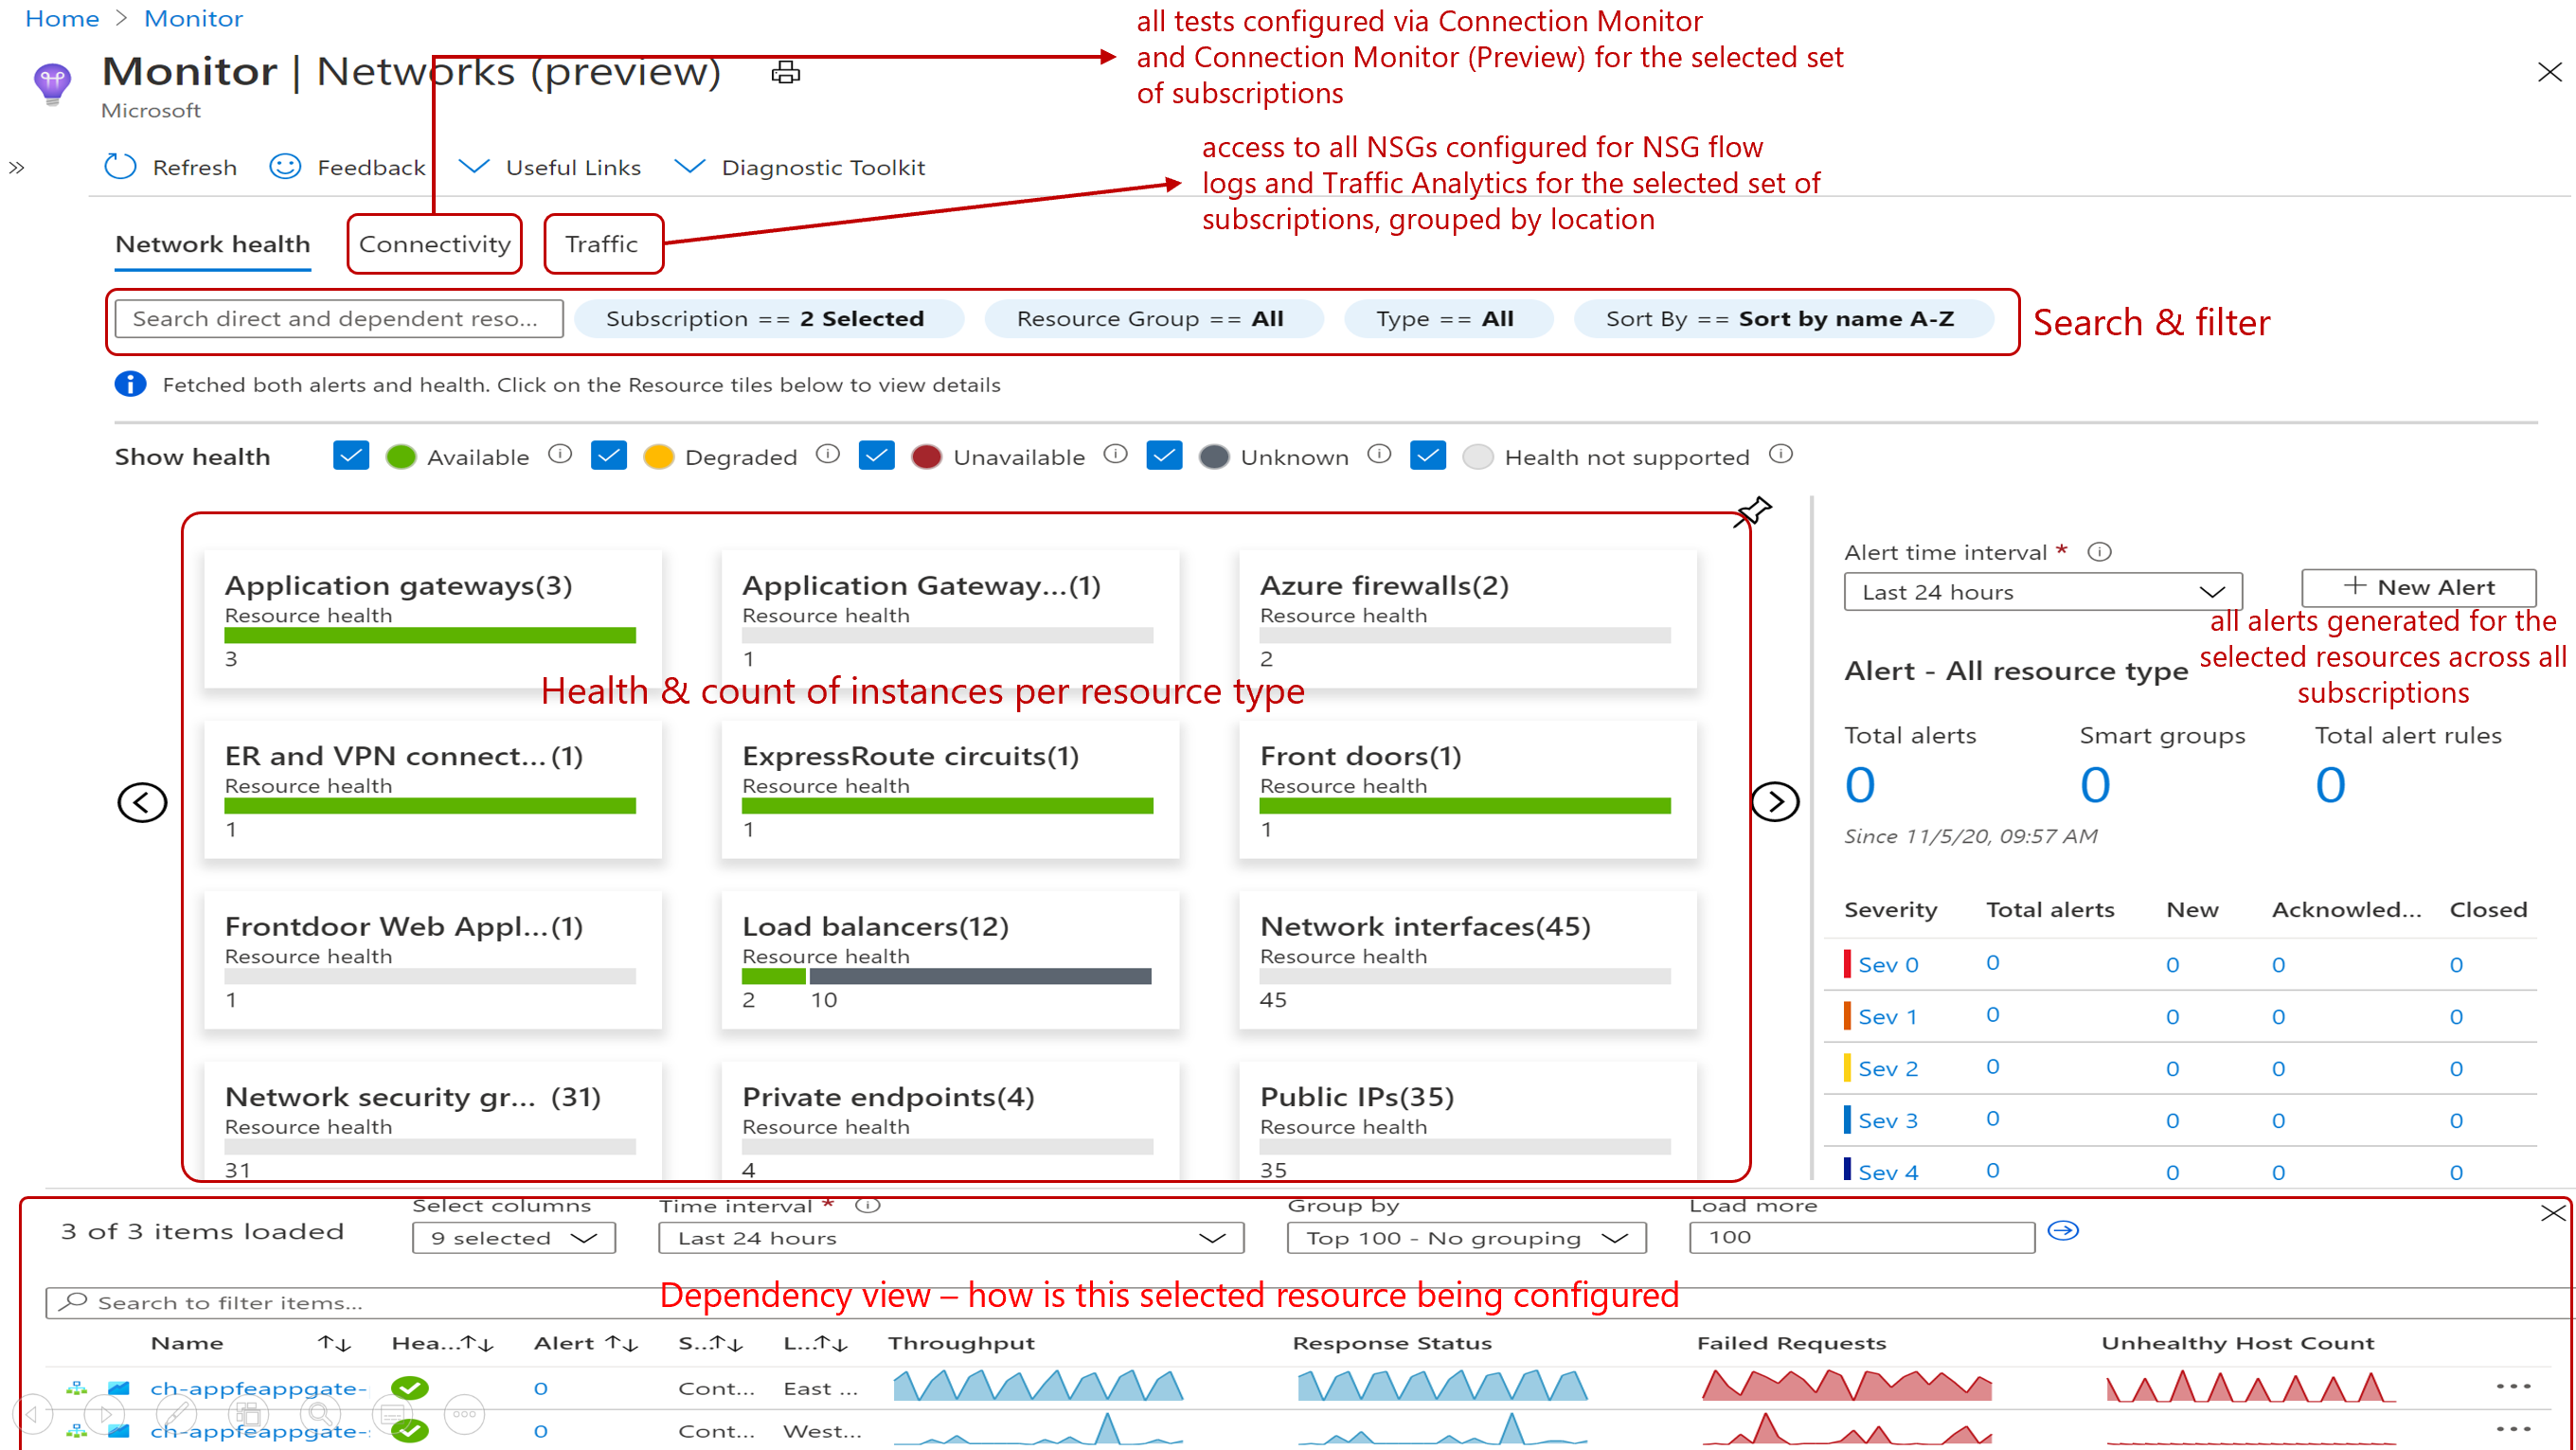 Home > Monitor
Monitor | Networks (preview)
Microsoft
all tests configured via Connection Monitor
and Connection Monitor (Preview) for the selected set
of subscriptions
» Refresh Feedback Useful Links Diagnostic Toolkit
access to all NSGs configured for NSG flow
logs and Traffic Analytics for the selected set of
subscriptions, grouped by location
Network health Connectivity Traffic
Search direct and dependent reso... Subscription == 2 Selected Resource Group == All Type == All Sort By == Sort by name A-Z
Search & filter
Fetched both alerts and health. Click on the Resource tiles below to view details
Show health Available Degraded Unavailable Unknown Health not supported
Application gateways(3) Application Gateway...(1) Azure firewalls(2)
Resource health Resource health Resource health
3 1 2
Health & count of instances per resource type
ER and VPN connect...(1) ExpressRoute circuits(1) Front doors(1)
Resource health Resource health Resource health
1 1 1
Frontdoor Web Appl...(1) Load balancers(12) Network interfaces(45)
Resource health Resource health Resource health
1 2 10 45
Network security gr... (31) Private endpoints(4) Public IPs(35)
Resource health Resource health Resource health
31 4 35
Alert time interval *
Last 24 hours + New Alert
all alerts generated for the
selected resources across all
subscriptions
Alert - All resource type
Total alerts Smart groups Total alert rules
0 0 0
Since 11/5/20, 09:57 AM
Severity Total alerts New Acknowled... Closed
Sev 0 0 0 0 0
Sev 1 0 0 0 0
Sev 2 0 0 0 0
Sev 3 0 0 0 0
Sev 4 0 0 0 0
Select columns Time interval * Group by Load more
3 of 3 items loaded 9 selected Last 24 hours Top 100 - No grouping 100
Search to filter items...
Dependency view – how is this selected resource being configured
Name Hea... Alert S... L... Throughput Response Status Failed Requests Unhealthy Host Count
ch-appfeappgate- 0 Cont... East ...
ch-appfeappgate- 0 Cont... West...